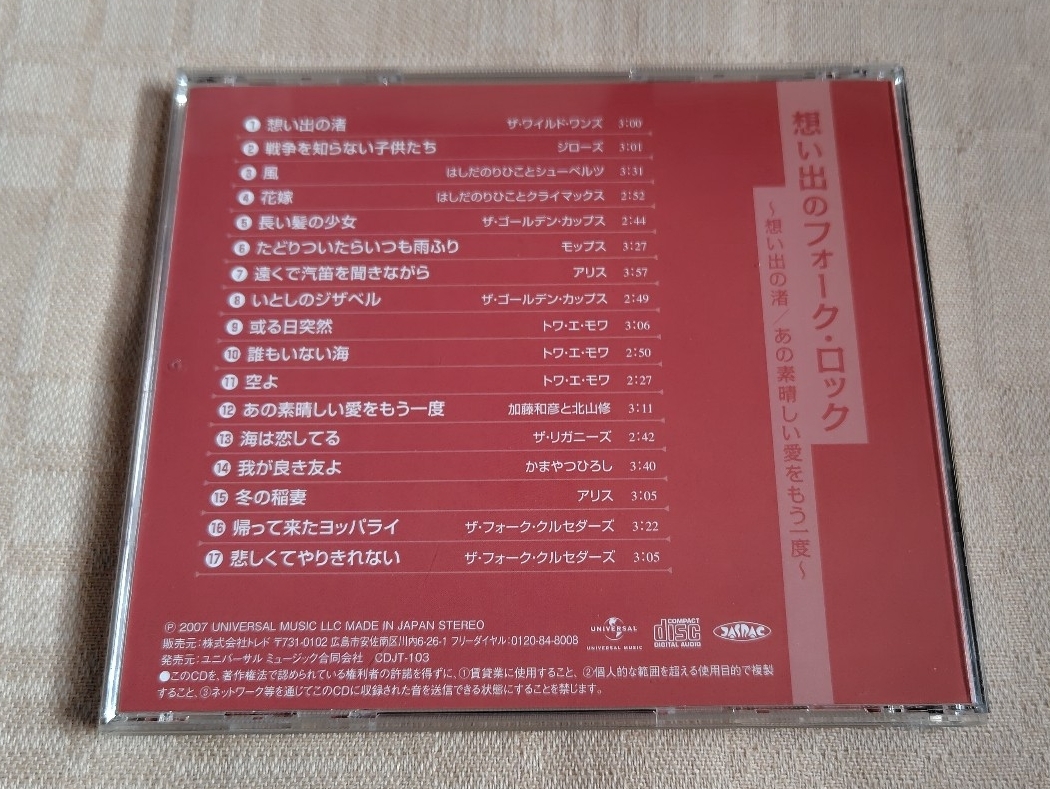 想い出のフォーク・ロック
～想い出の渚／あの素晴しい愛をもう一度～
1 想い出の渚 ザ・ワイルド・ワンズ 3:00
2 戦争を知らない子供たち ジローズ 3:01
3 風 はしだのりひことシューベルツ 3:31
4 花嫁 はしだのりひことクライマックス 2:52
5 長い髪の少女 ザ・ゴールデン・カップス 2:44
6 たどりついたらいつも雨ふり モップス 3:27
7 遠くで汽笛を聞きながら アリス 3:57
8 いとしのジザベル ザ・ゴールデン・カップス 2:49
9 或る日突然 トワ・エ・モワ 3:06
10 誰もいない海 トワ・エ・モワ 2:50
11 空よ トワ・エ・モワ 2:27
12 あの素晴しい愛をもう一度 加藤和彦と北山修 3:11
13 海は恋してる ザ・リガニーズ 2:42
14 我が良き友よ かまやつひろし 3:40
15 冬の稲妻 アリス 3:05
16 帰って来たヨッパライ ザ・フォーク・クルセダーズ 3:22
17 悲しくてやりきれない ザ・フォーク・クルセダーズ 3:05
Ⓟ 2007 UNIVERSAL MUSIC LLC MADE IN JAPAN STEREO
販売元：株式会社トレド 〒731-0102 広島市安佐南区川内6-26-1 フリーダイヤル：0120-84-8008
発売元：ユニバーサル ミュージック合同会社 CDJT-103
●このCDを、著作権法で認められている権利者の許諾を得ずに、①賃貸業に使用すること、②個人的な範囲を超える使用目的で複製
すること、③ネットワーク等を通じてこのCDに収録された音を送信できる状態にすることを禁じます。
UNIVERSAL
UNIVERSAL MUSIC
COMPACT
disc
DIGITAL AUDIO
JASRAC